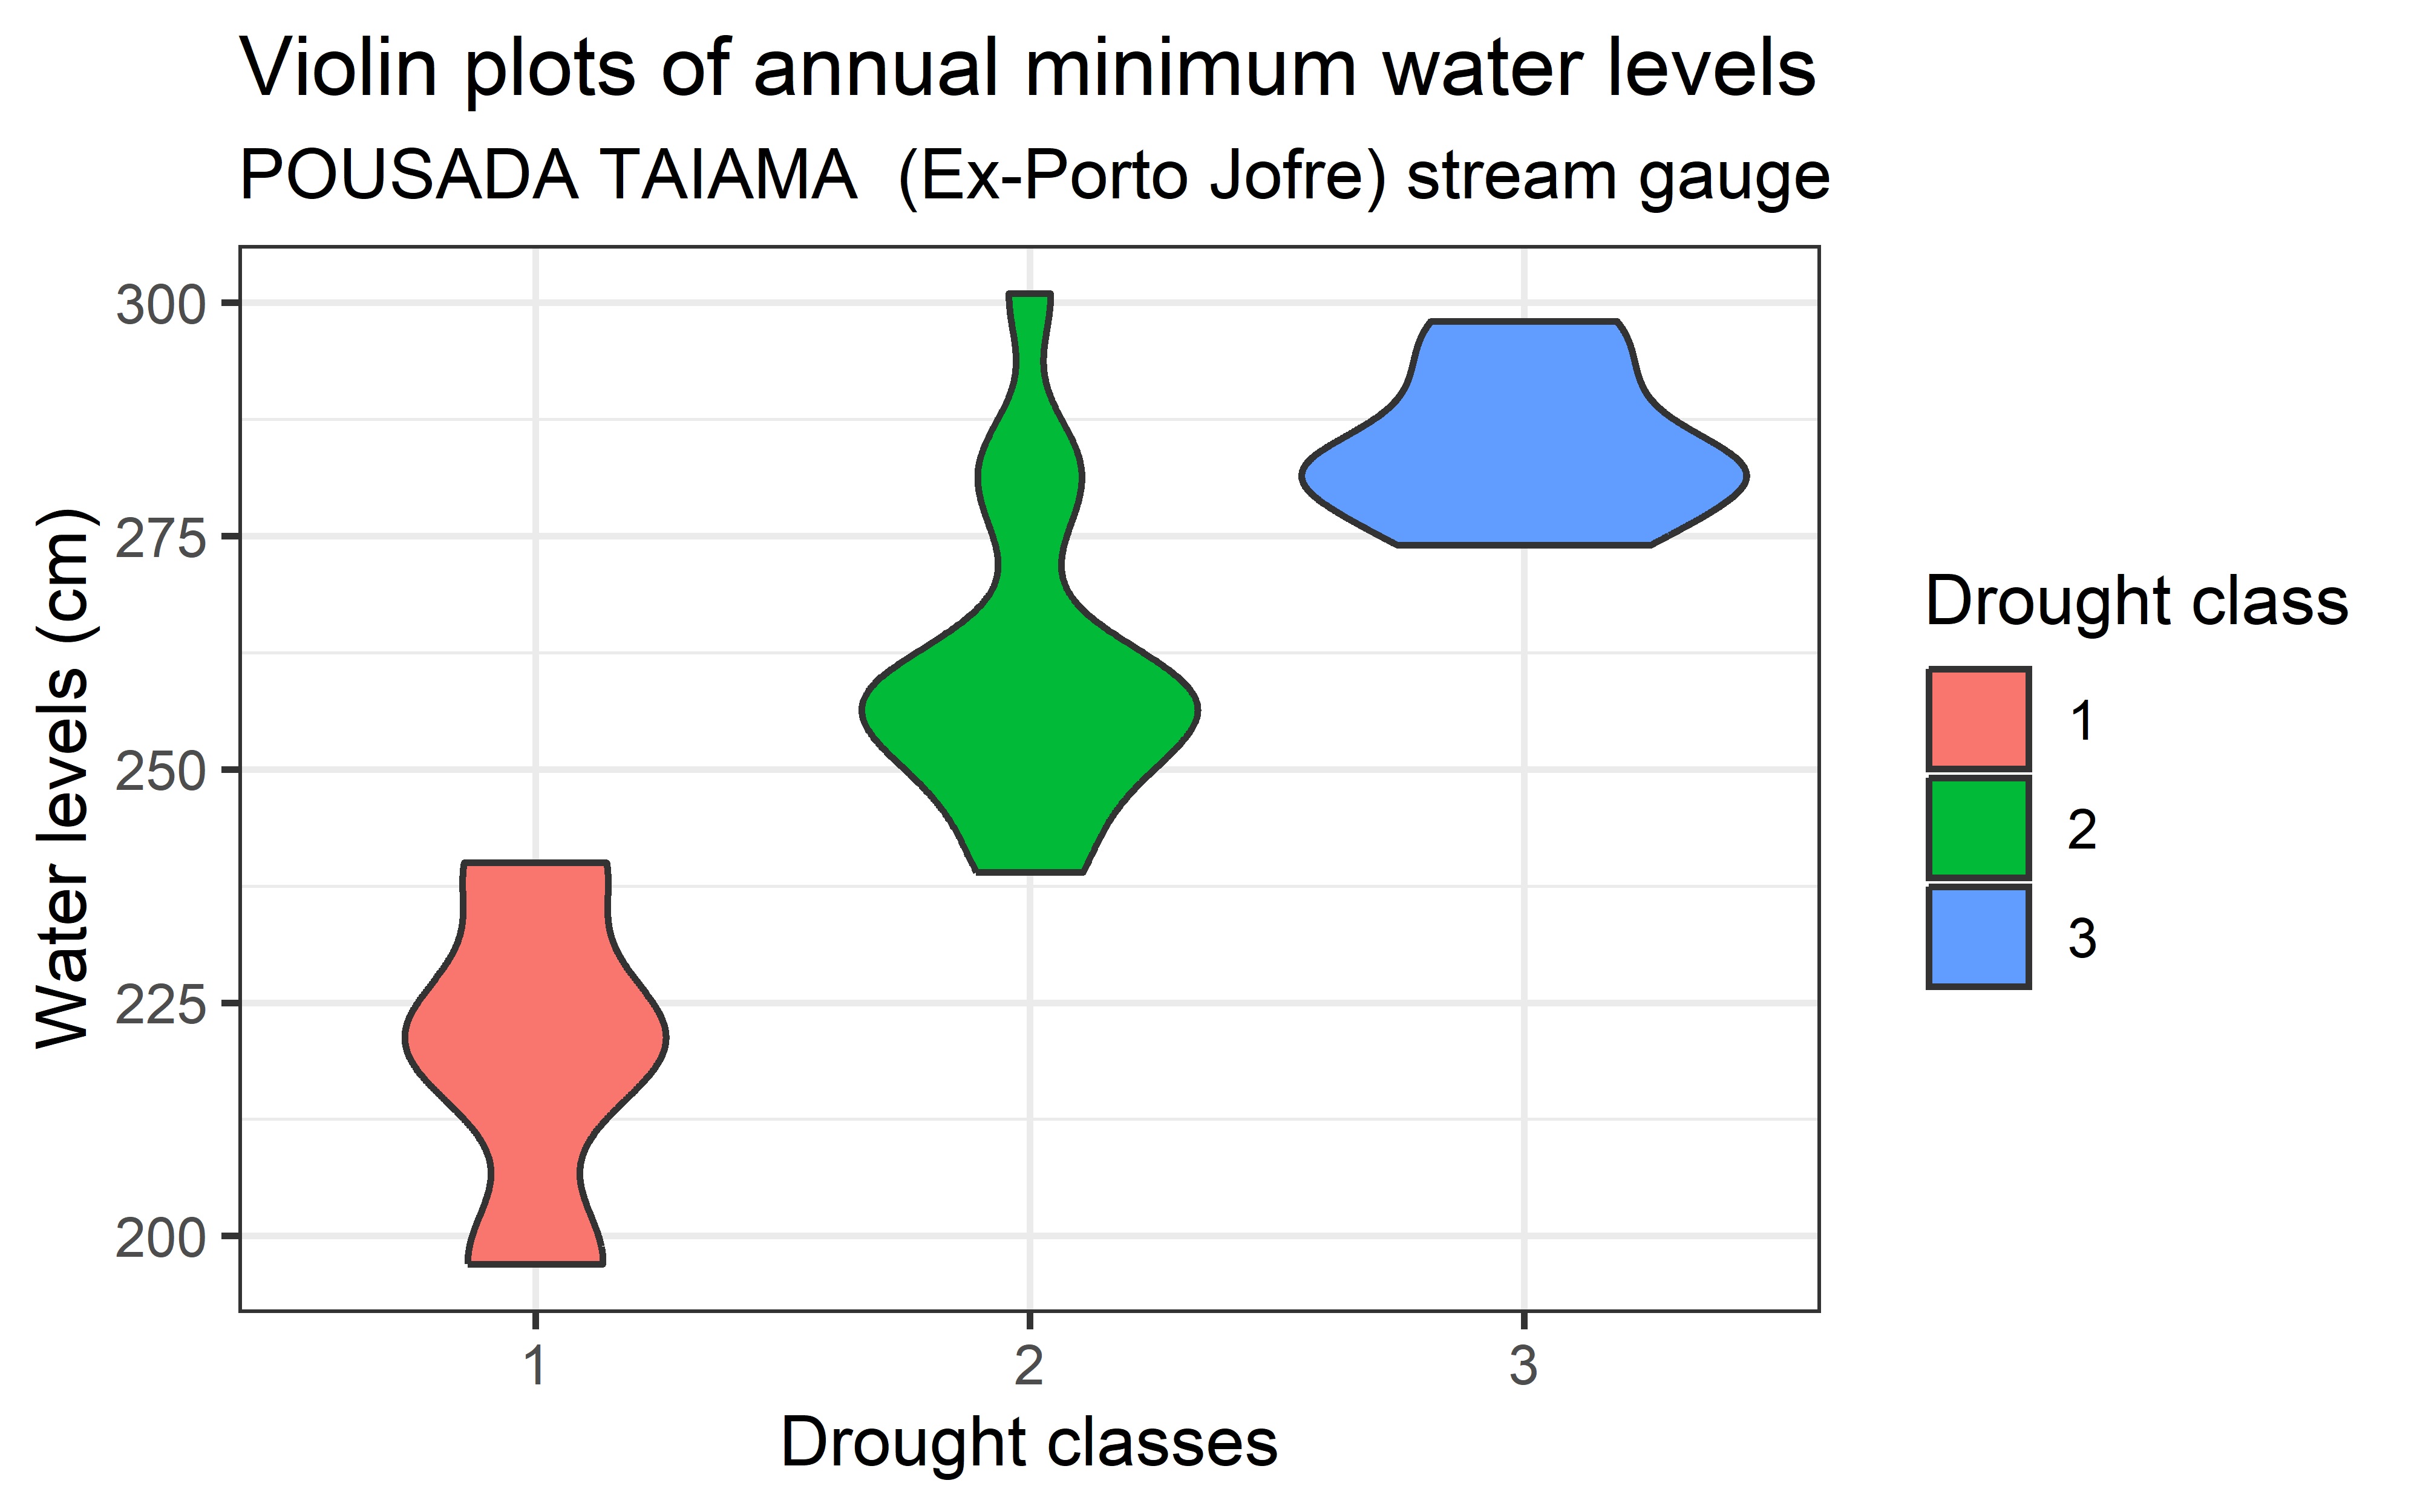 Violin plots of annual minimum water levels
POUSADA TAIAMA  (Ex-Porto Jofre) stream gauge
Water levels (cm)
300
275
250
225
200
1
2
3
Drought classes
Drought class
1
2
3